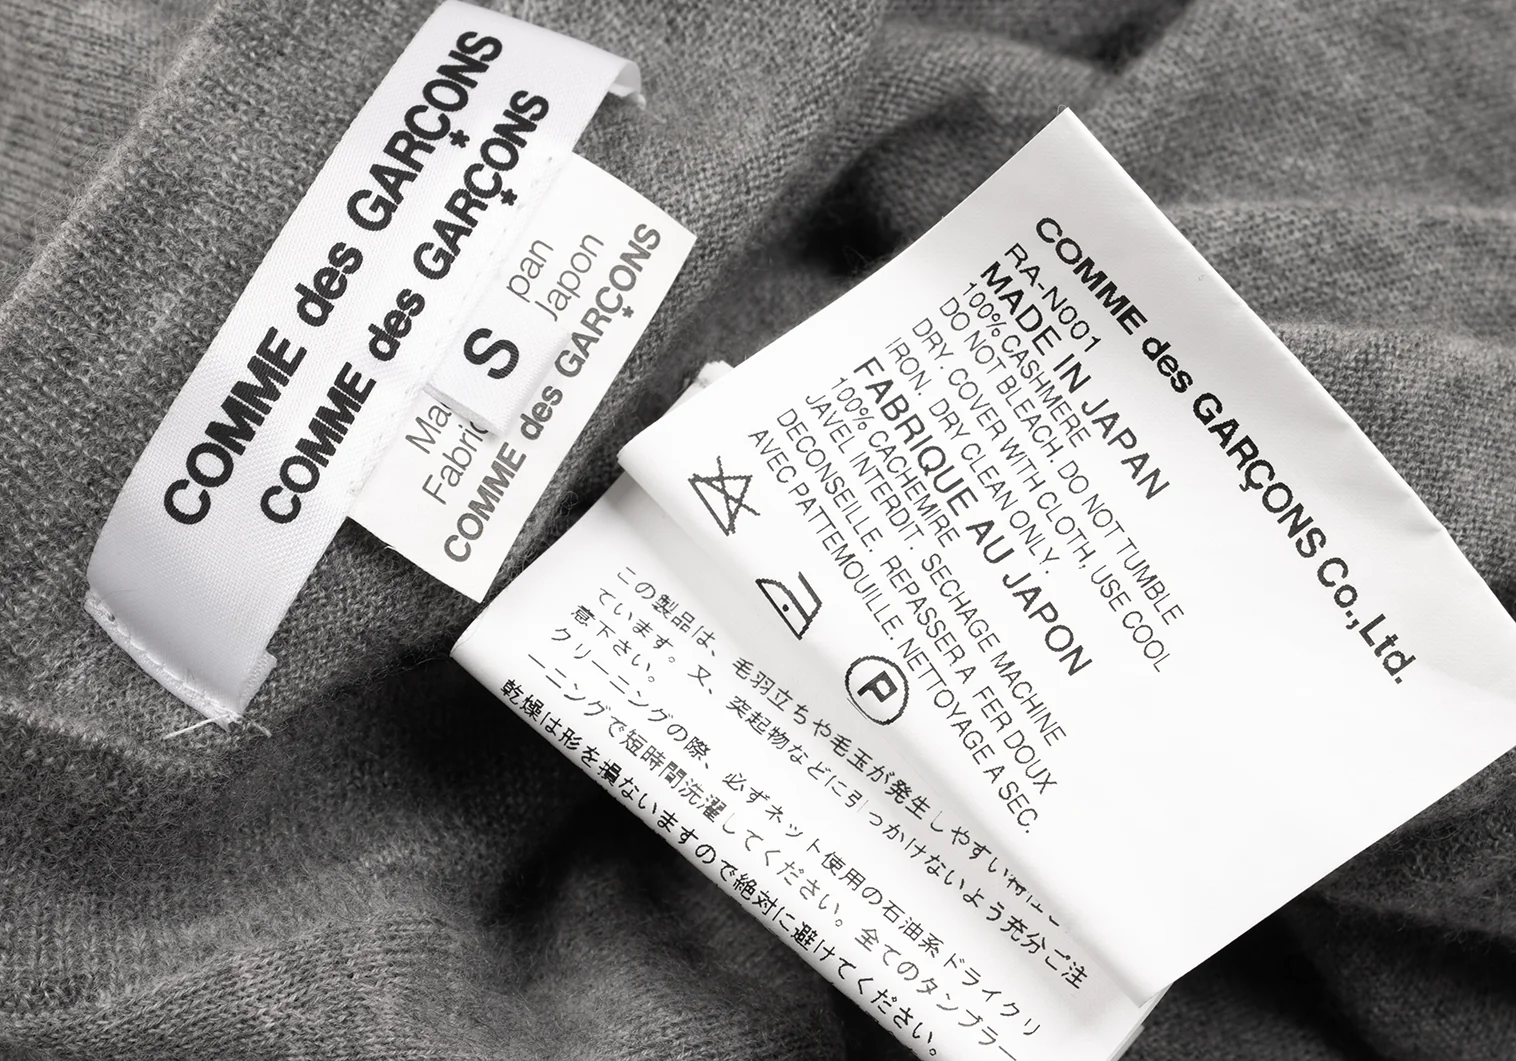 COMME des GARÇONS
COMME des GARÇONS
S
pan
Japon
COMME des GARÇONS
COMME des GARÇONS Co., Ltd.
RA-N001
MADE IN JAPAN
100% CASHMERE
DO NOT BLEACH. DO NOT TUMBLE
DRY. COVER WITH CLOTH, USE COOL
IRON. DRY CLEAN ONLY.
FABRIQUE AU JAPON
100% CACHEMIRE
JAVEL INTERDIT. SECHAGE MACHINE
DECONSEILLE. REPASSER A FER DOUX
AVEC PATTEMOUILLE. NETTOYAGE A SEC.
P
この製品は、毛羽立ちや毛玉が発生しやすい
ています。又、突起物などに引っかけないよう充分ご注
意下さい。
クリーニングの際、必ずネット使用の石油系ドライクリ
ーニングで短時間洗濯してください。全てのタンブラー
乾燥は形を損ないますので絶対に避けてください。